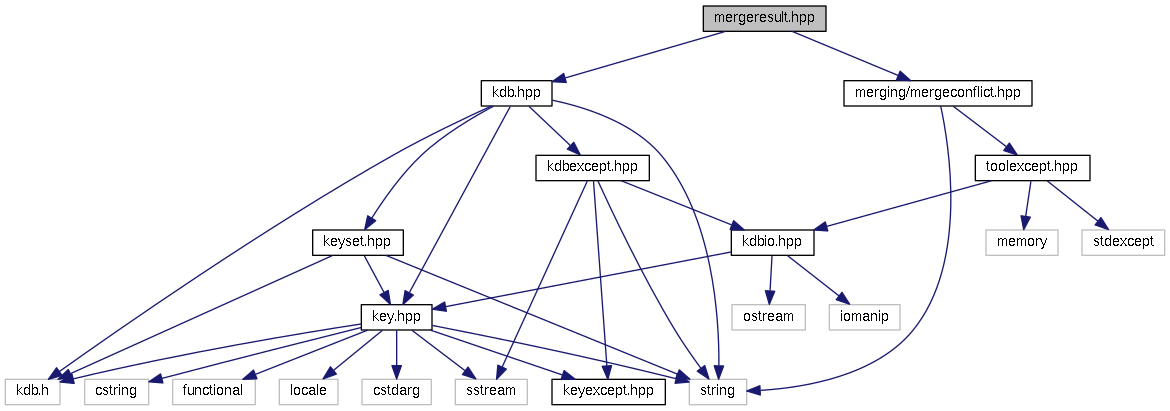 mergeresult.hpp
kdb.hpp
merging/mergeconflict.hpp
kdbexcept.hpp
toolexcept.hpp
keyset.hpp
kdbio.hpp
memory
stdexcept
key.hpp
ostream
iomanip
kdb.h
cstring
functional
locale
cstdarg
sstream
keyexcept.hpp
string